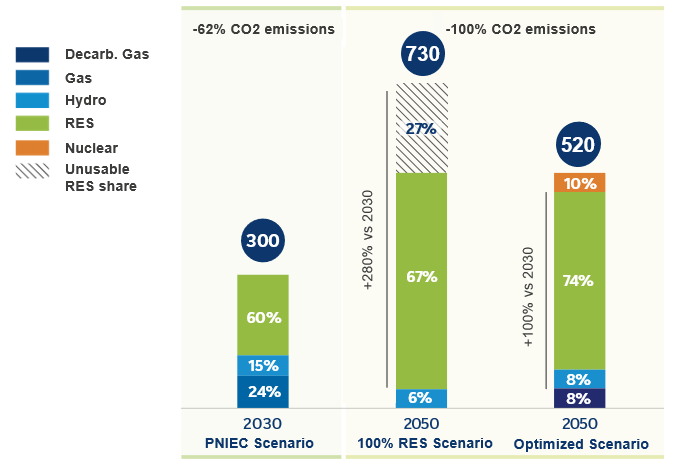 -62% CO2 emissions
-100% CO2 emissions
Decarb. Gas
Gas
Hydro
RES
Nuclear
Unusable
RES share
730
27%
520
10%
+280% vs 2030
300
+100% vs 2030
67%
74%
60%
15%
24%
6%
8%
8%
2030
PNIEC Scenario
2050
100% RES Scenario
2050
Optimized Scenario